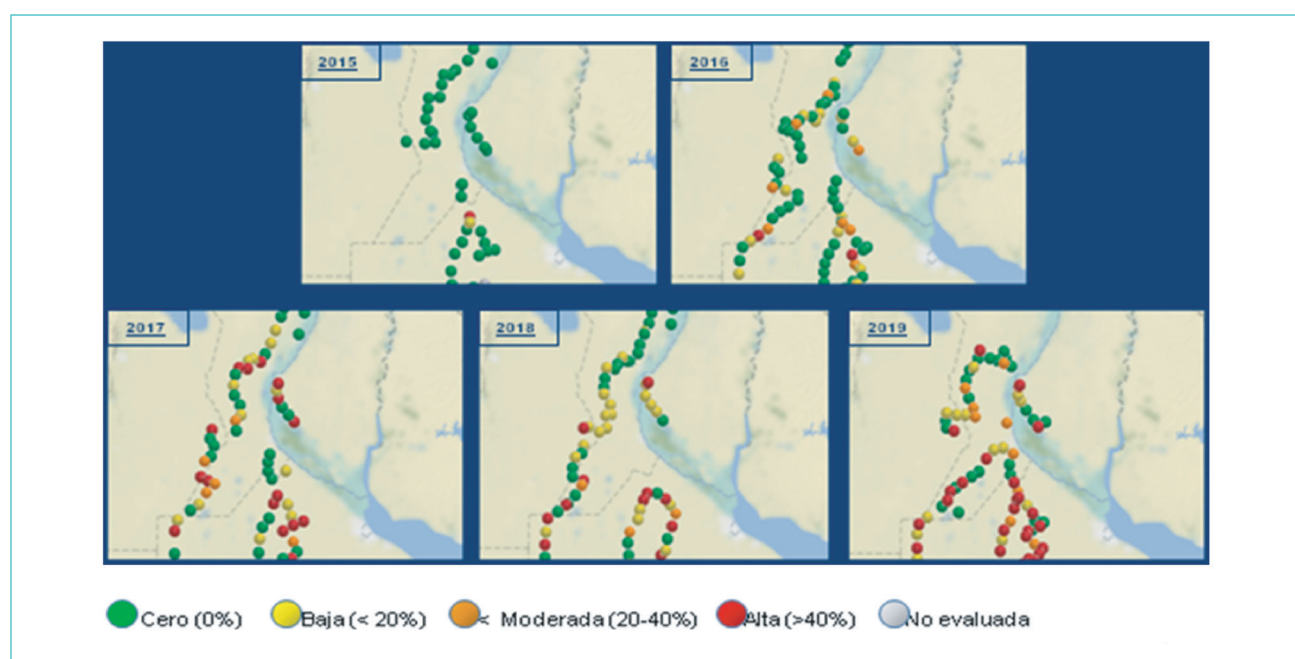 2015
2016
2017
2018
2019
Cero (0%)
Baja (< 20%)
< Moderada (20-40%)
Alta (>40%)
No evaluada